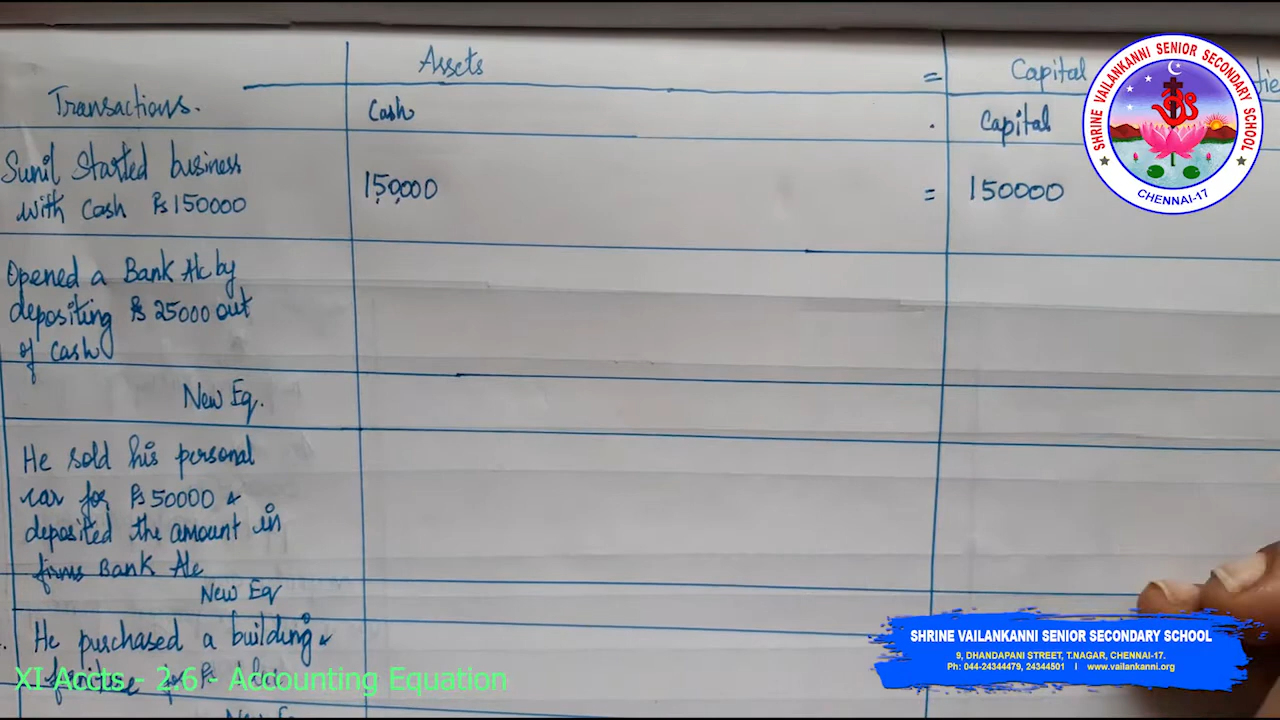 Assets = Capital
Transactions. Cash Capital
Sunil Started business
with Cash ₨ 150000 150000 = 150000
Opened a Bank A/c by
depositing ₨ 25000 out
of Cash
New Eq.
He sold his personal
car for ₨ 50000 &
deposited the amount in
firms Bank A/c
New Eq
He purchased a building &
New Eq
SHRINE VAILANKANNI SENIOR SECONDARY SCHOOL
CHENNAI-17
SHRINE VAILANKANNI SENIOR SECONDARY SCHOOL
9, DHANDAPANI STREET, T.NAGAR, CHENNAI-17.
Ph: 044-24344479, 24344501 I www.vailankanni.org
XI Accts - 2.6 - Accounting Equation